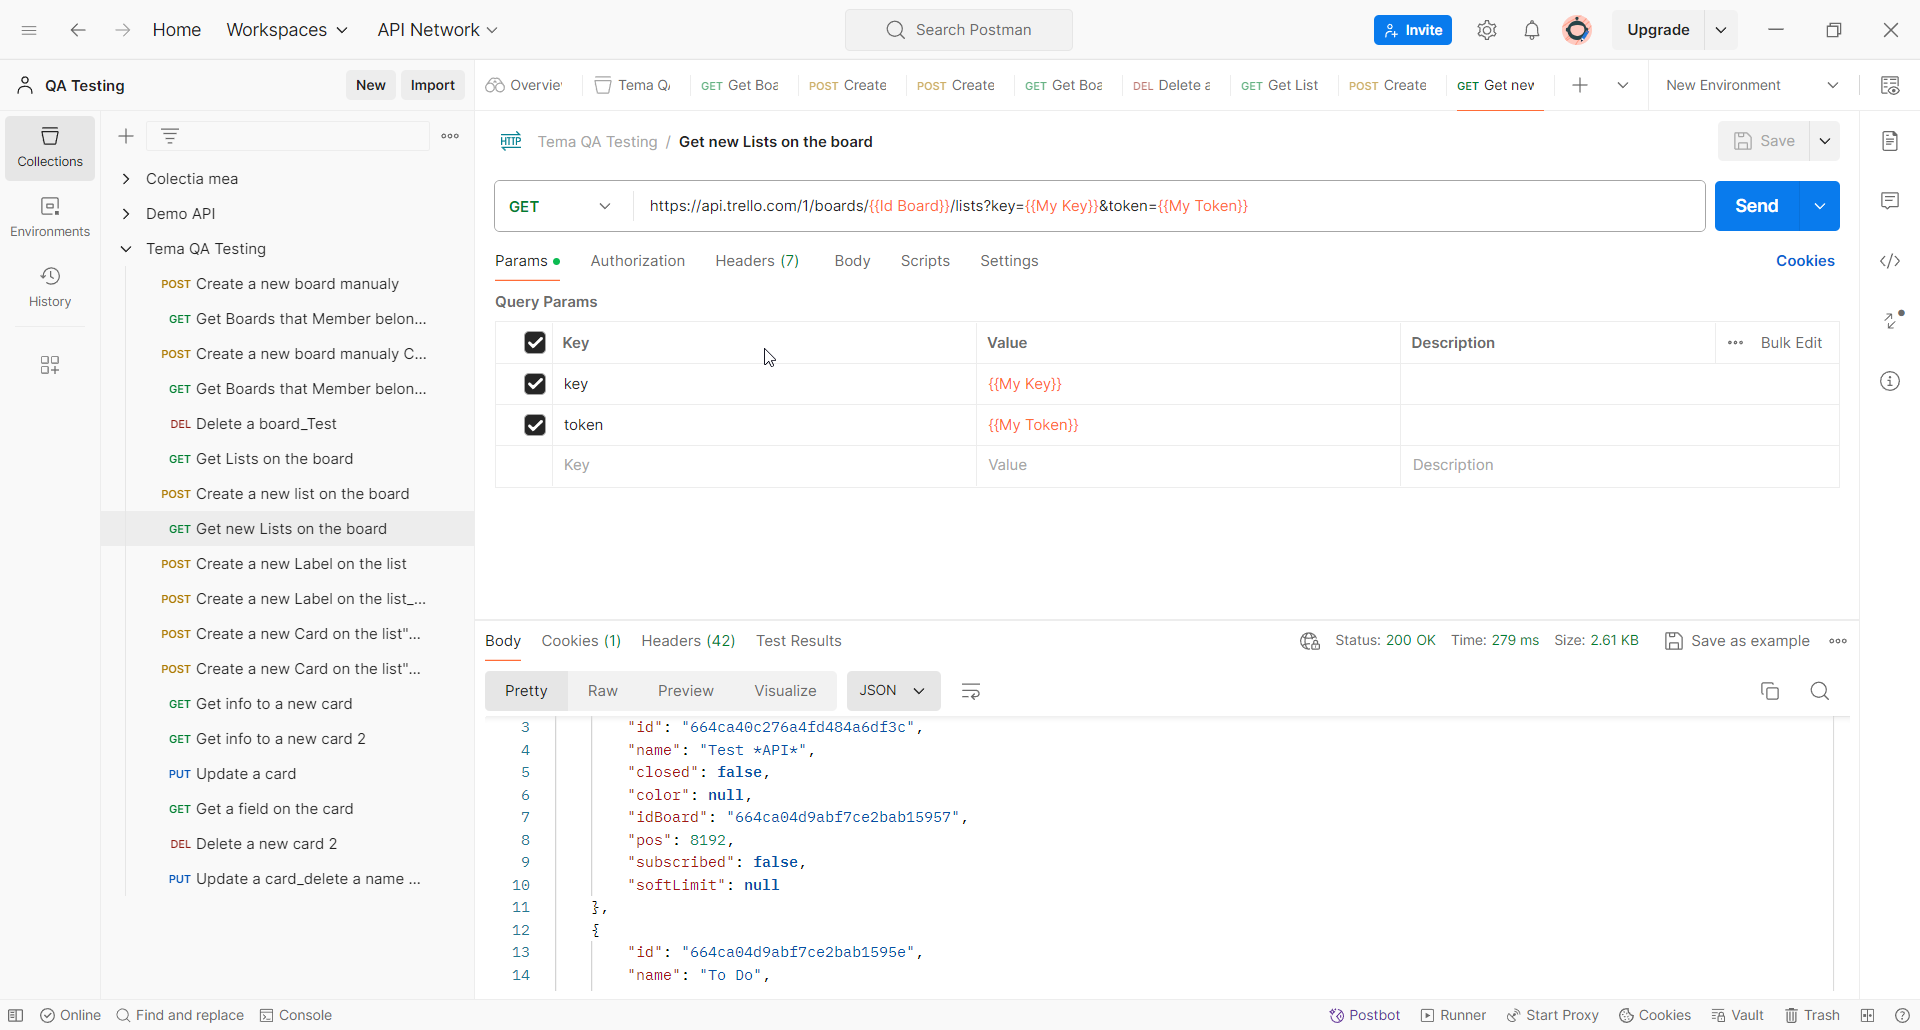 Home
Workspaces
API Network
Search Postman
Invite
Upgrade
QA Testing
New
Import
Overvie
Tema Q
GET Get Boa
POST Create
POST Create
GET Get Boa
DEL Delete a
GET Get List
POST Create
GET Get new
New Environment
Collections
Environments
History
Colectia mea
Demo API
Tema QA Testing
POST Create a new board manualy
GET Get Boards that Member belon...
POST Create a new board manualy C...
GET Get Boards that Member belon...
DEL Delete a board_Test
GET Get Lists on the board
POST Create a new list on the board
GET Get new Lists on the board
POST Create a new Label on the list
POST Create a new Label on the list_...
POST Create a new Card on the list"...
POST Create a new Card on the list"...
GET Get info to a new card
GET Get info to a new card 2
PUT Update a card
GET Get a field on the card
DEL Delete a new card 2
PUT Update a card_delete a name ...
HTTP Tema QA Testing / Get new Lists on the board
Save
GET https://api.trello.com/1/boards/{{Id Board}}/lists?key={{My Key}}&token={{My Token}}
Send
Params Authorization Headers (7) Body Scripts Settings Cookies
Query Params
Key Value Description Bulk Edit
key {{My Key}}
token {{My Token}}
Key Value Description
Body Cookies (1) Headers (42) Test Results
Status: 200 OK Time: 279 ms Size: 2.61 KB Save as example
Pretty Raw Preview Visualize JSON
3 "id": "664ca40c276a4fd484a6df3c",
4 "name": "Test *API*",
5 "closed": false,
6 "color": null,
7 "idBoard": "664ca04d9abf7ce2bab15957",
8 "pos": 8192,
9 "subscribed": false,
10 "softLimit": null
11 },
12 {
13 "id": "664ca04d9abf7ce2bab1595e",
14 "name": "To Do",
Online Find and replace Console
Postbot Runner Start Proxy Cookies Vault Trash